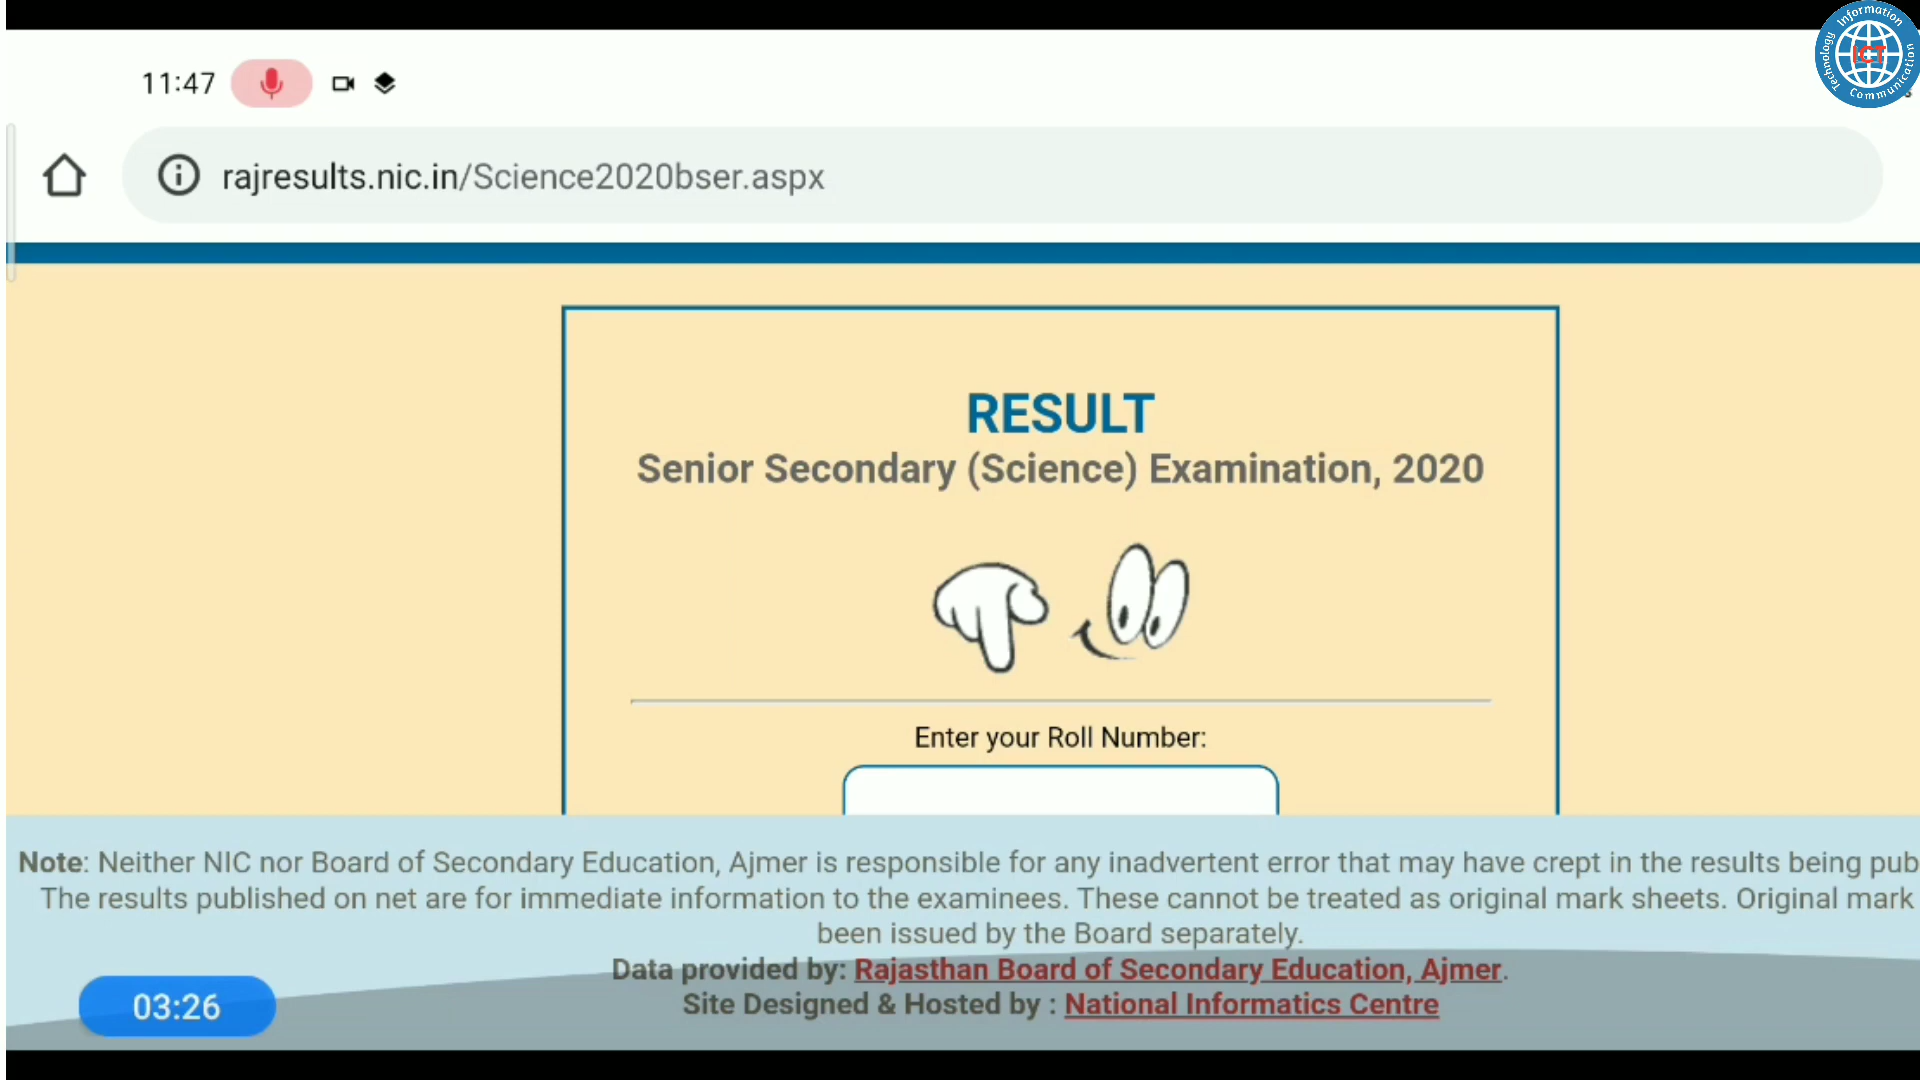 11:47
Information
Communication
Technology
ICT
rajresults.nic.in/Science2020bser.aspx
RESULT
Senior Secondary (Science) Examination, 2020
Enter your Roll Number:
Note: Neither NIC nor Board of Secondary Education, Ajmer is responsible for any inadvertent error that may have crept in the results being pub
The results published on net are for immediate information to the examinees. These cannot be treated as original mark sheets. Original mark
been issued by the Board separately.
Data provided by: Rajasthan Board of Secondary Education, Ajmer.
Site Designed & Hosted by : National Informatics Centre
03:26